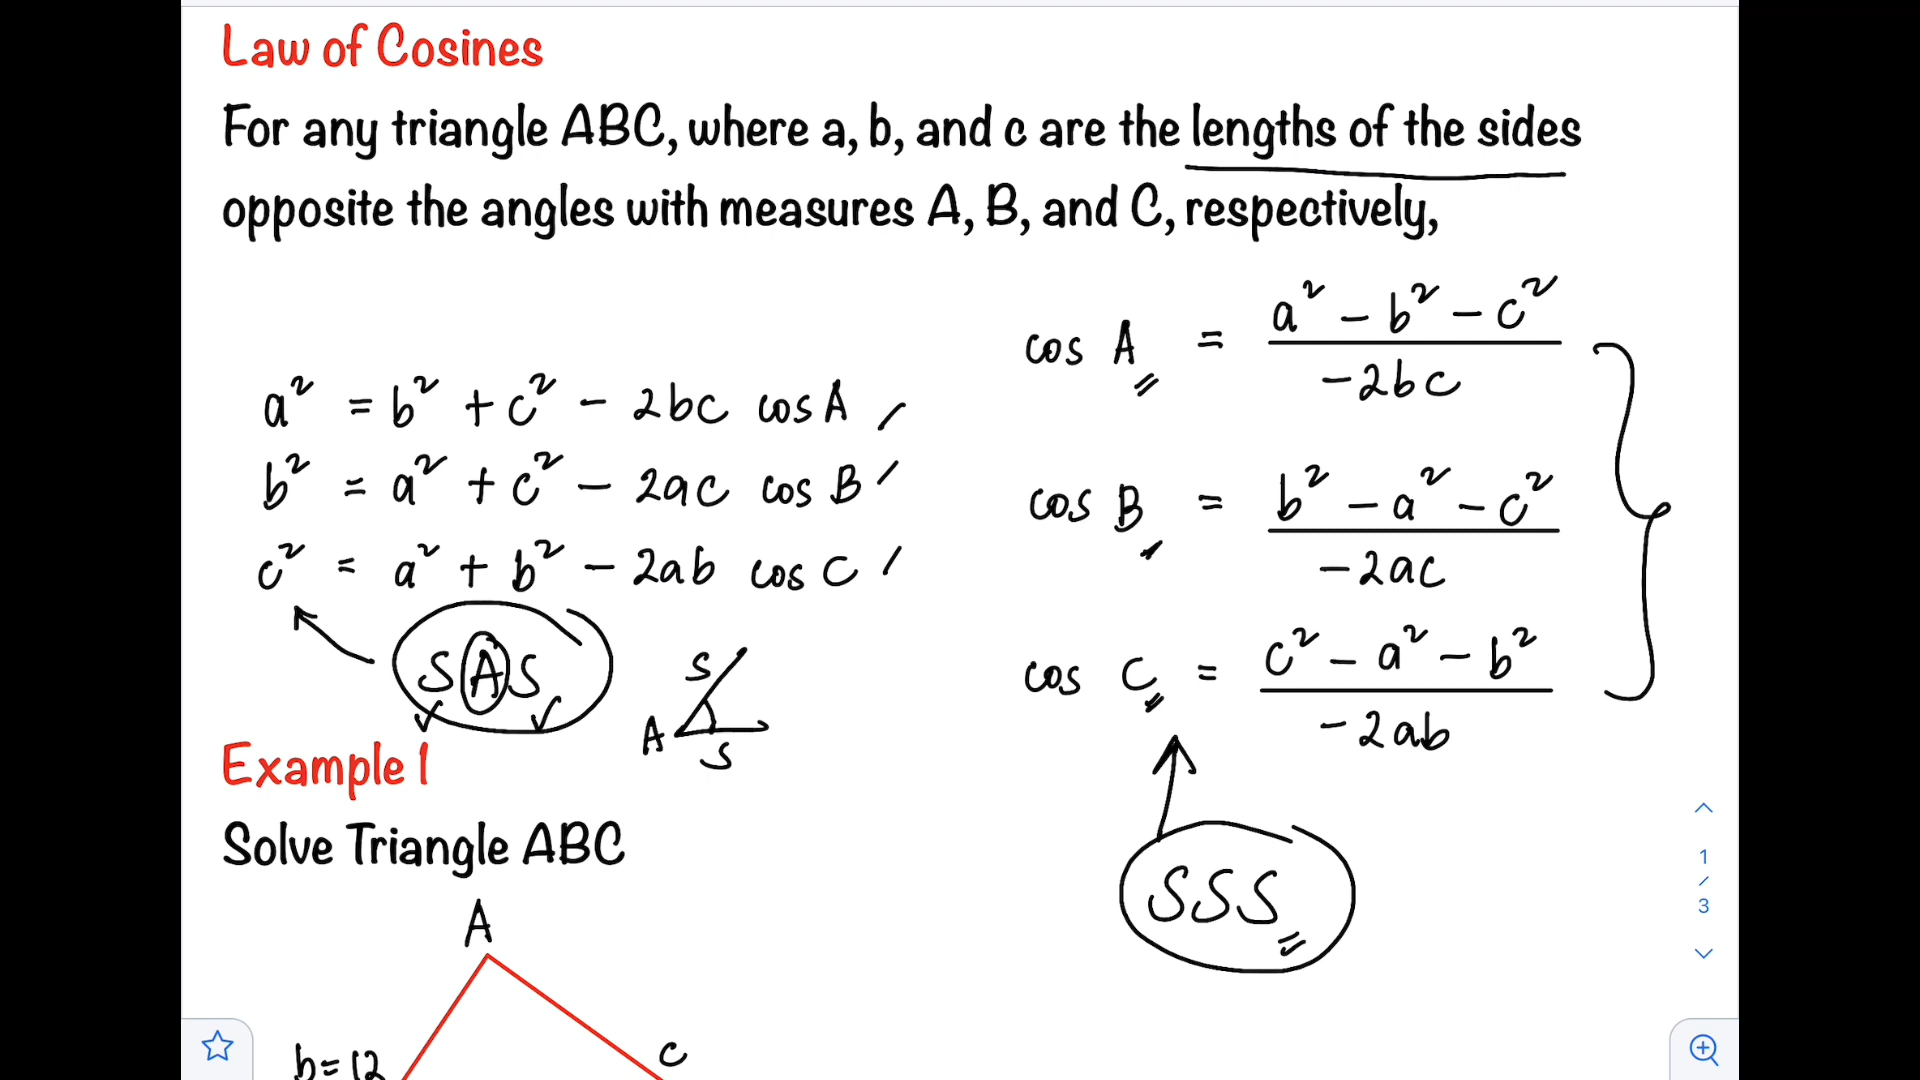 Law of Cosines
For any triangle ABC, where a, b, and c are the lengths of the sides
opposite the angles with measures A, B, and C, respectively,
a² = b² + c² - 2bc cos A
b² = a² + c² - 2ac cos B
c² = a² + b² - 2ab cos C
SAS
S
A
S
cos A = a² - b² - c² / -2bc
cos B = b² - a² - c² / -2ac
cos C = c² - a² - b² / -2ab
SSS
Example 1
Solve Triangle ABC
A
b = 12
c
1
/
3